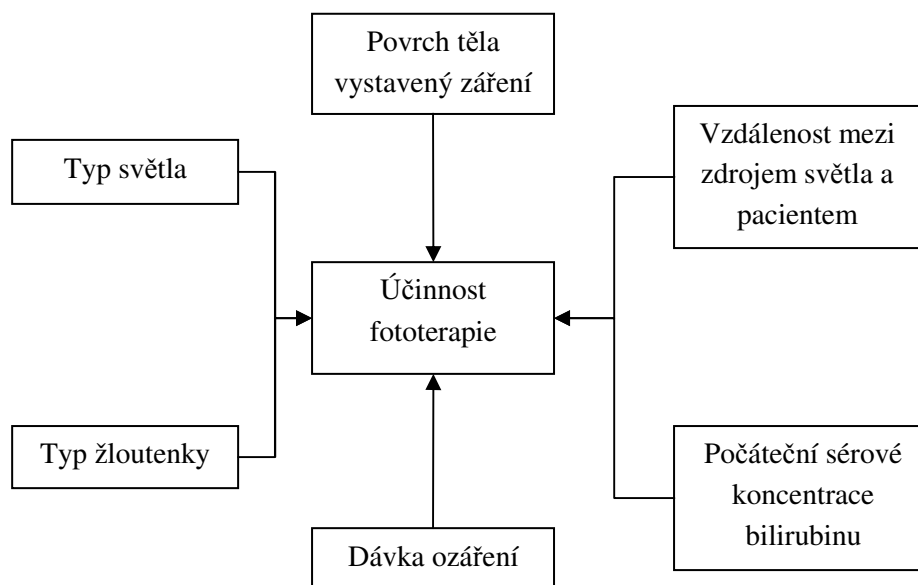 Povrch těla
vystavený záření
Typ světla
Vzdálenost mezi
zdrojem světla a
pacientem
Účinnost
fototerapie
Typ žloutenky
Počáteční sérové
koncentrace
bilirubinu
Dávka ozáření